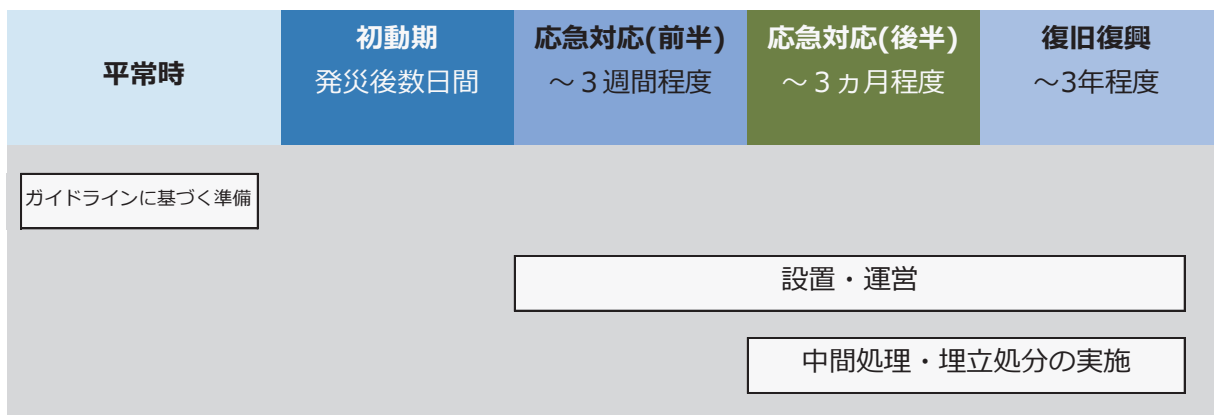 平常時
初動期
発災後数日間
応急対応(前半)
～３週間程度
応急対応(後半)
～３ヵ月程度
復旧復興
～3年程度
ガイドラインに基づく準備
設置・運営
中間処理・埋立処分の実施